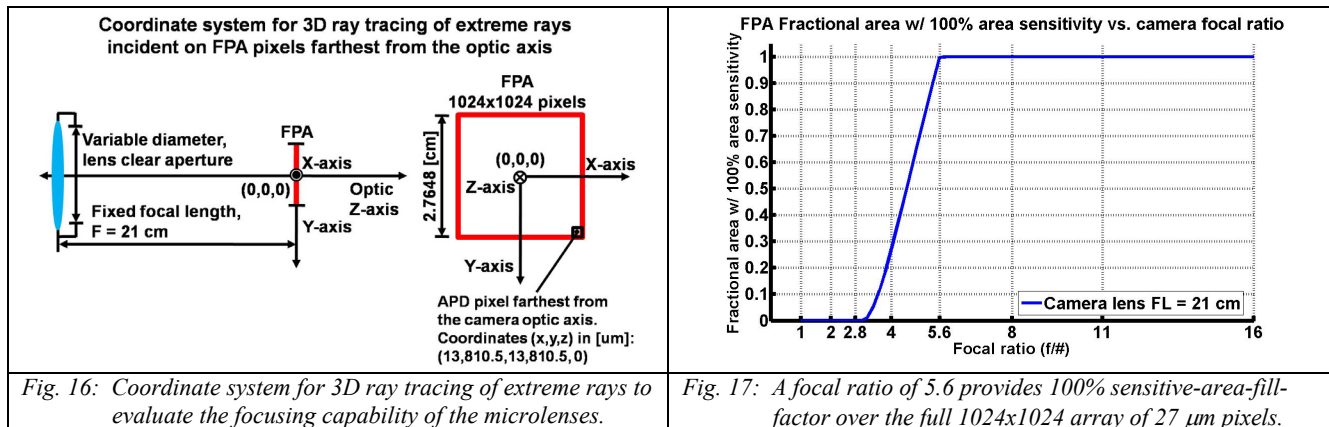 Coordinate system for 3D ray tracing of extreme rays
incident on FPA pixels farthest from the optic axis
Variable diameter,
lens clear aperture
FPA
X-axis
(0,0,0)
Optic
Z-axis
Fixed focal length,
F = 21 cm
Y-axis
FPA
1024x1024 pixels
2.7648 [cm]
(0,0,0)
X-axis
Z-axis
Y-axis
APD pixel farthest from
the camera optic axis.
Coordinates (x,y,z) in [um]:
(13,810.5,13,810.5,0)
FPA Fractional area w/ 100% area sensitivity vs. camera focal ratio
Fractional area w/ 100% area sensitivity
1
0.9
0.8
0.7
0.6
0.5
0.4
0.3
0.2
0.1
0
1 2 2.8 4 5.6 8 11 16
Focal ratio (f/#)
Camera lens FL = 21 cm
Fig. 16: Coordinate system for 3D ray tracing of extreme rays to
evaluate the focusing capability of the microlenses.
Fig. 17: A focal ratio of 5.6 provides 100% sensitive-area-fill-
factor over the full 1024x1024 array of 27 µm pixels.